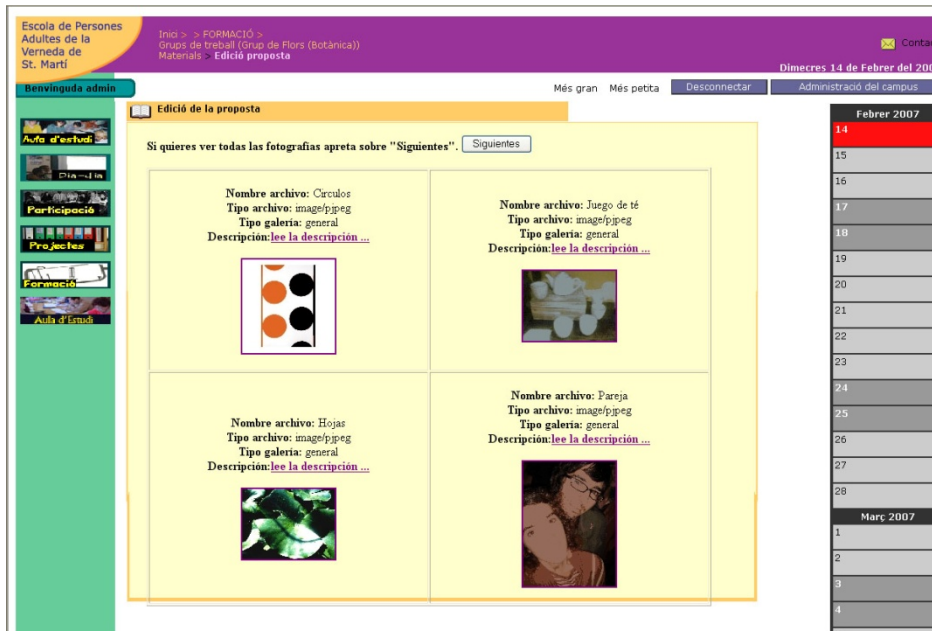 Escola de Persones
Adultes de la
Verneda de
St. Martí
Inici > > FORMACIÓ >
Grups de treball (Grup de Flors (Botànica))
Materials > Edició proposta
Dimecres 14 de Febrer del
Benvinguda admin
Més gran Més petita Desconnectar Administració del campus
Edició de la proposta
Si quieres ver todas las fotografias apreta sobre "Siguientes". Siguientes
Aula d'estudi
Dia-Dia
Participació
Projectes
Formació
Aula d'Estudi
Nombre archivo: Circulos
Tipo archivo: image/pjpeg
Tipo galería: general
Descripción:lee la descripción ...
Nombre archivo: Juego de té
Tipo archivo: image/pjpeg
Tipo galería: general
Descripción:lee la descripción ...
Nombre archivo: Hojas
Tipo archivo: image/pjpeg
Tipo galería: general
Descripción:lee la descripción ...
Nombre archivo: Pareja
Tipo archivo: image/pjpeg
Tipo galería: general
Descripción:lee la descripción ...
Febrer 2007
14
15
16
17
18
19
20
21
22
23
24
25
26
27
28
Març 2007
1
2
3
4